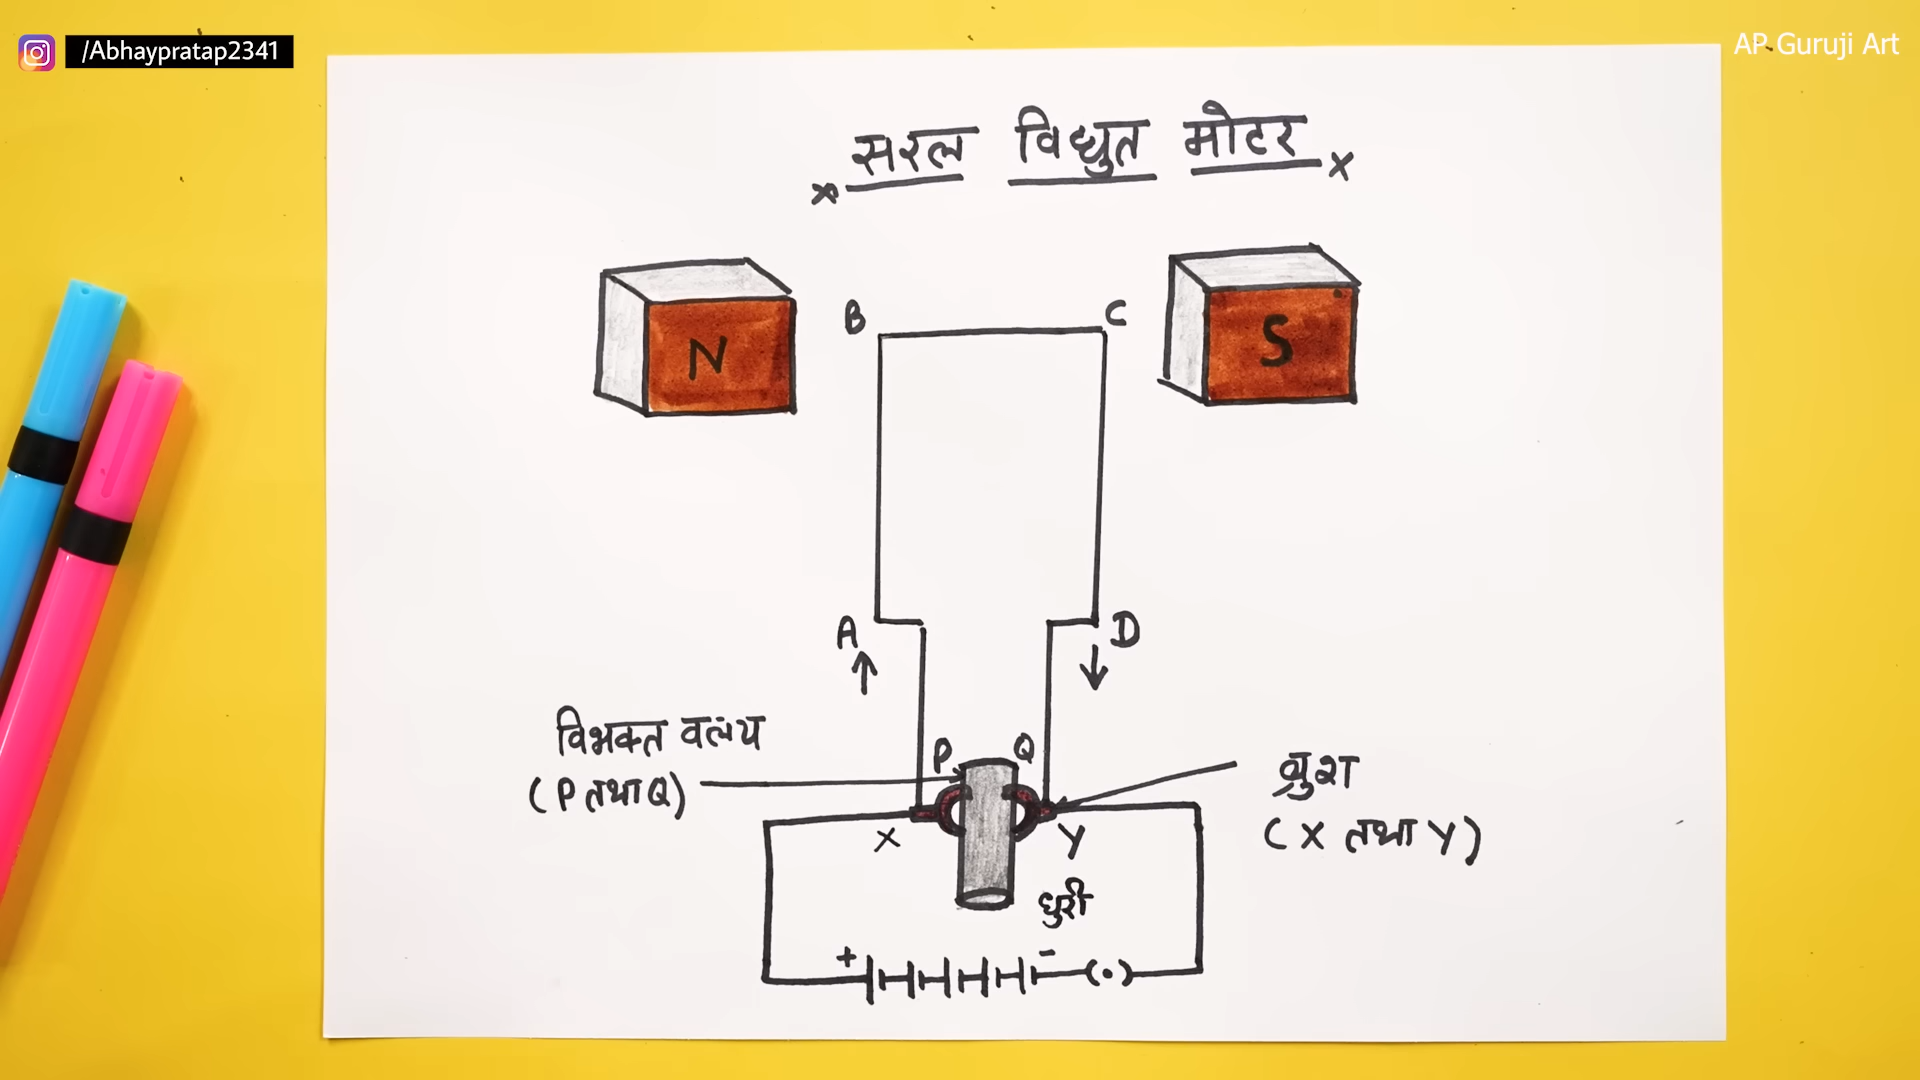 /Abhaypratap2341
AP Guruji Art
सरल विद्युत मोटर
N
S
B
C
A
D
विभक्त वलय
(P तथा Q)
P
Q
ब्रुश
(X तथा Y)
X
Y
धुरी
+
-